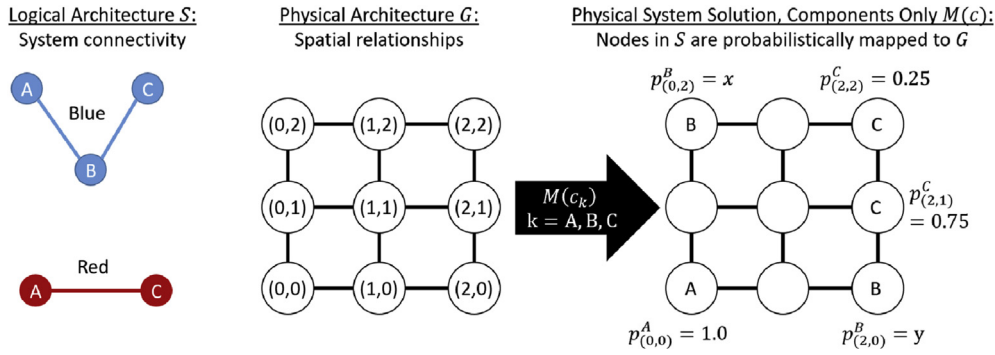 Logical Architecture S:
System connectivity
A
C
Blue
B
Red
A
C
Physical Architecture G:
Spatial relationships
(0,2)
(1,2)
(2,2)
(0,1)
(1,1)
(2,1)
(0,0)
(1,0)
(2,0)
M(c_k)
k = A, B, C
Physical System Solution, Components Only M(c):
Nodes in S are probabilistically mapped to G
p^B_(0,2) = x
p^C_(2,2) = 0.25
B
C
C
p^C_(2,1)
= 0.75
A
B
p^A_(0,0) = 1.0
p^B_(2,0) = y